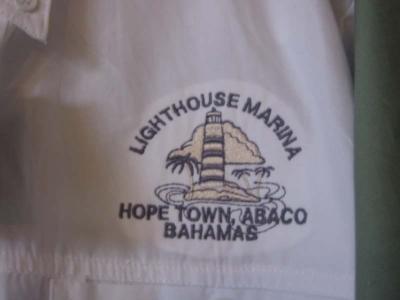 LIGHTHOUSE MARINA
HOPE TOWN, ABACO
BAHAMAS